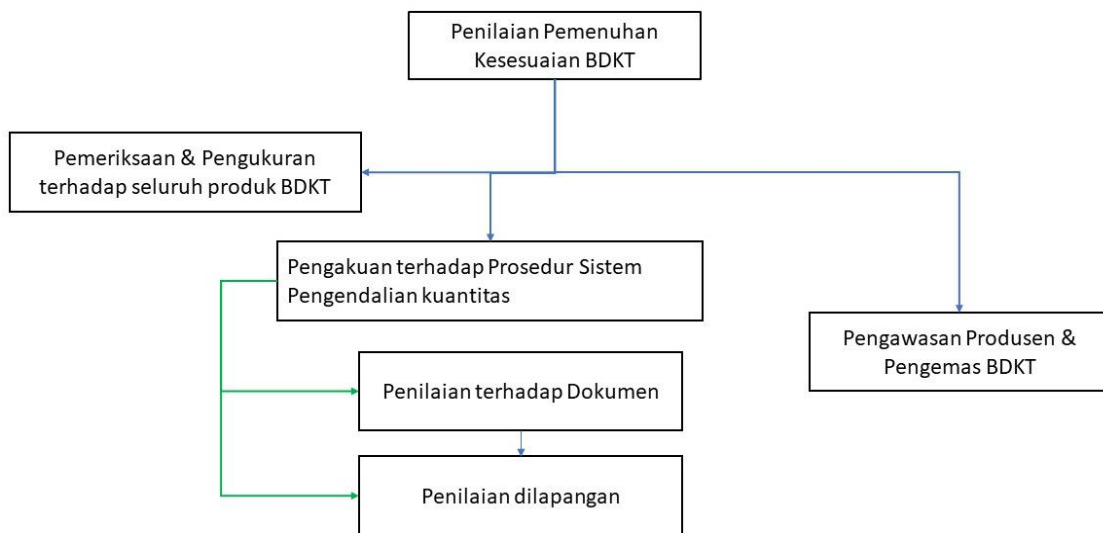 Penilaian Pemenuhan
Kesesuaian BDKT
Pemeriksaan & Pengukuran
terhadap seluruh produk BDKT
Pengakuan terhadap Prosedur Sistem
Pengendalian kuantitas
Pengawasan Produsen &
Pengemas BDKT
Penilaian terhadap Dokumen
Penilaian dilapangan